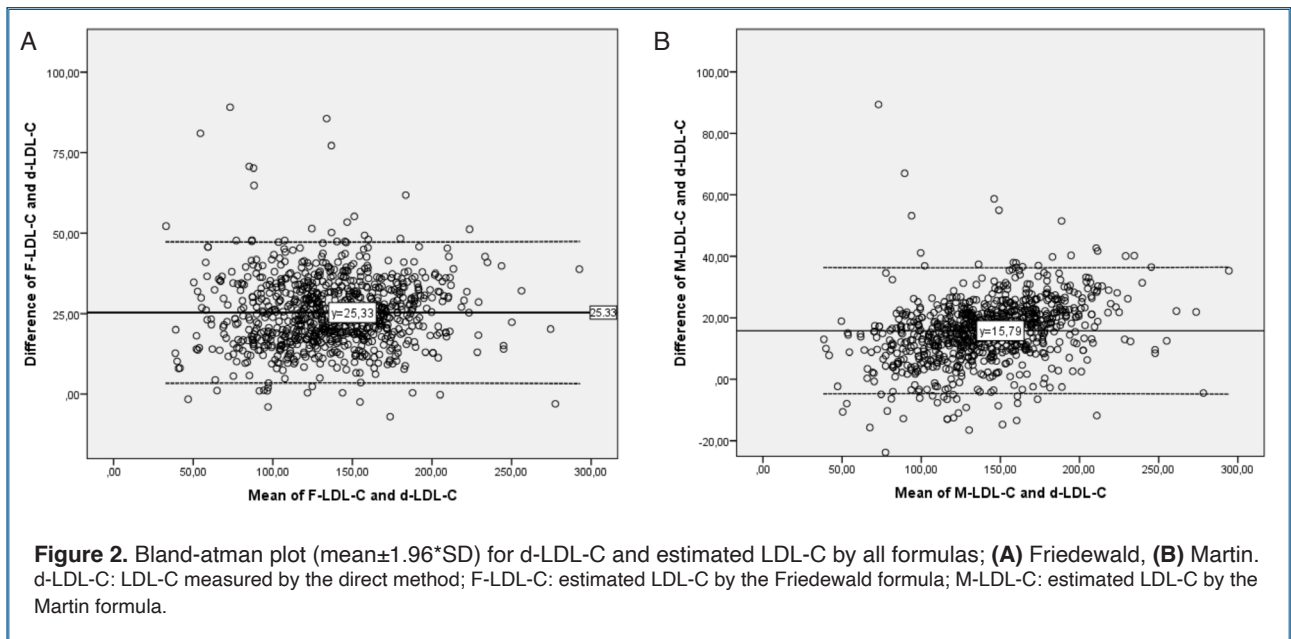 A
Difference of F-LDL-C and d-LDL-C
100,00
75,00
50,00
25,00
,00
y=25,33
25.33
,00
50,00
100,00
150,00
200,00
250,00
300,00
Mean of F-LDL-C and d-LDL-C
B
Difference of M-LDL-C and d-LDL-C
100,00
80,00
60,00
40,00
20,00
,00
-20,00
y=15,79
,00
50,00
100,00
150,00
200,00
250,00
300,00
Mean of M-LDL-C and d-LDL-C
Figure 2. Bland-atman plot (mean±1.96*SD) for d-LDL-C and estimated LDL-C by all formulas; (A) Friedewald, (B) Martin.
d-LDL-C: LDL-C measured by the direct method; F-LDL-C: estimated LDL-C by the Friedewald formula; M-LDL-C: estimated LDL-C by the
Martin formula.